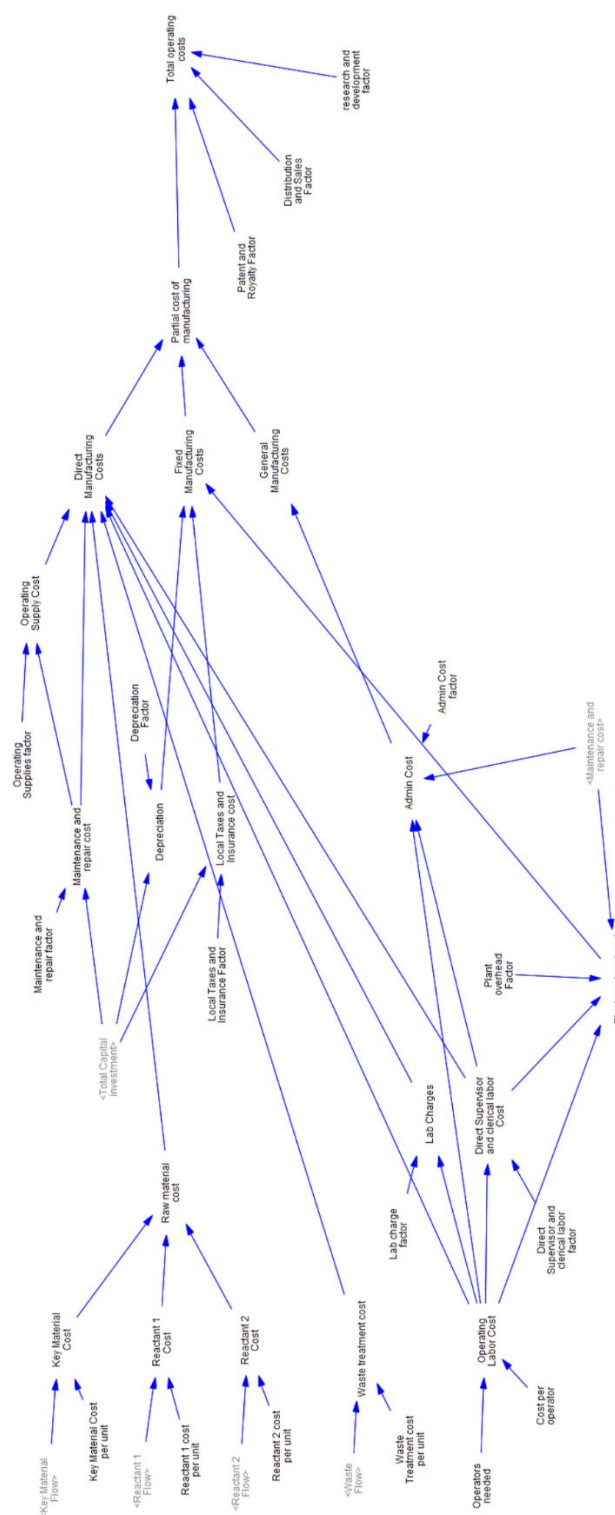 <Key Material
Flow>
Key Material Cost
per unit
Key Material
Cost
<Reactant 1
Flow>
Reactant 1 cost
per unit
Reactant 1
Cost
<Reactant 2
Flow>
Reactant 2 cost
per unit
Reactant 2
Cost
Raw material
cost
<Waste
Flow>
Waste
Treatment cost
per unit
Waste treatment cost
Operators
needed
Cost per
operator
Operating
Labor Cost
Lab charge
factor
Lab Charges
Direct
Supervisor and
clerical labor
factor
Direct Supervisor
and clerical labor
Cost
Plant
overhead
Factor
<Maintenance and
repair cost>
Admin Cost
Admin Cost
factor
<Total Capital
investment>
Maintenance and
repair factor
Maintenance and
repair cost
Operating
Supplies factor
Operating
Supply Cost
Depreciation
Factor
Depreciation
Local Taxes and
Insurance Factor
Local Taxes and
Insurance cost
Direct
Manufacturing
Costs
Fixed
Manufacturing
Costs
General
Manufacturing
Costs
Partial cost of
manufacturing
Patent and
Royalty Factor
Distribution
and Sales
Factor
research and
development
factor
Total operating
costs